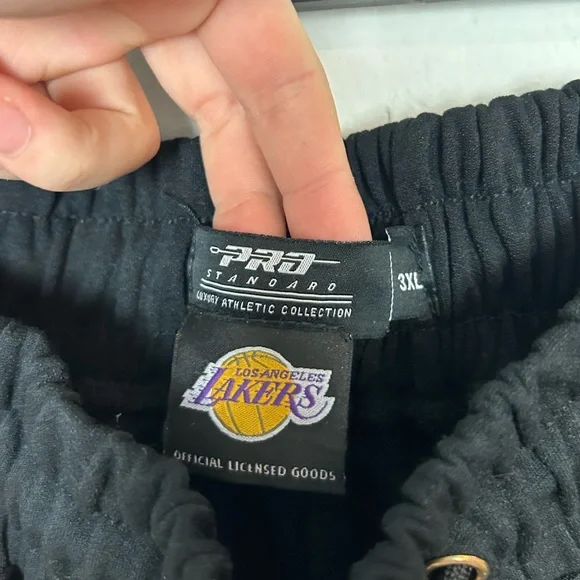 PRO
STANDARD
LUXURY ATHLETIC COLLECTION
3XL
LOS ANGELES
LAKERS
OFFICIAL LICENSED GOODS